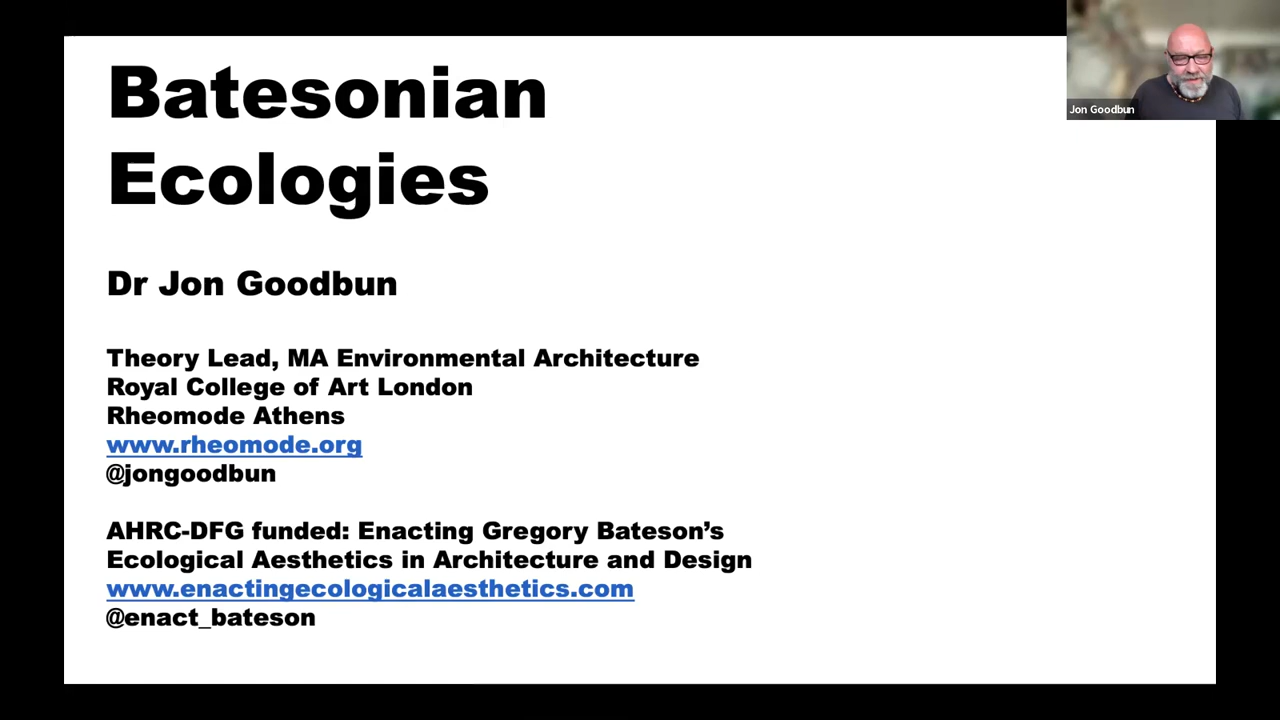 Batesonian
Ecologies
Jon Goodbun
Dr Jon Goodbun
Theory Lead, MA Environmental Architecture
Royal College of Art London
Rheomode Athens
www.rheomode.org
@jongoodbun
AHRC-DFG funded: Enacting Gregory Bateson’s
Ecological Aesthetics in Architecture and Design
www.enactingecologicalaesthetics.com
@enact_bateson